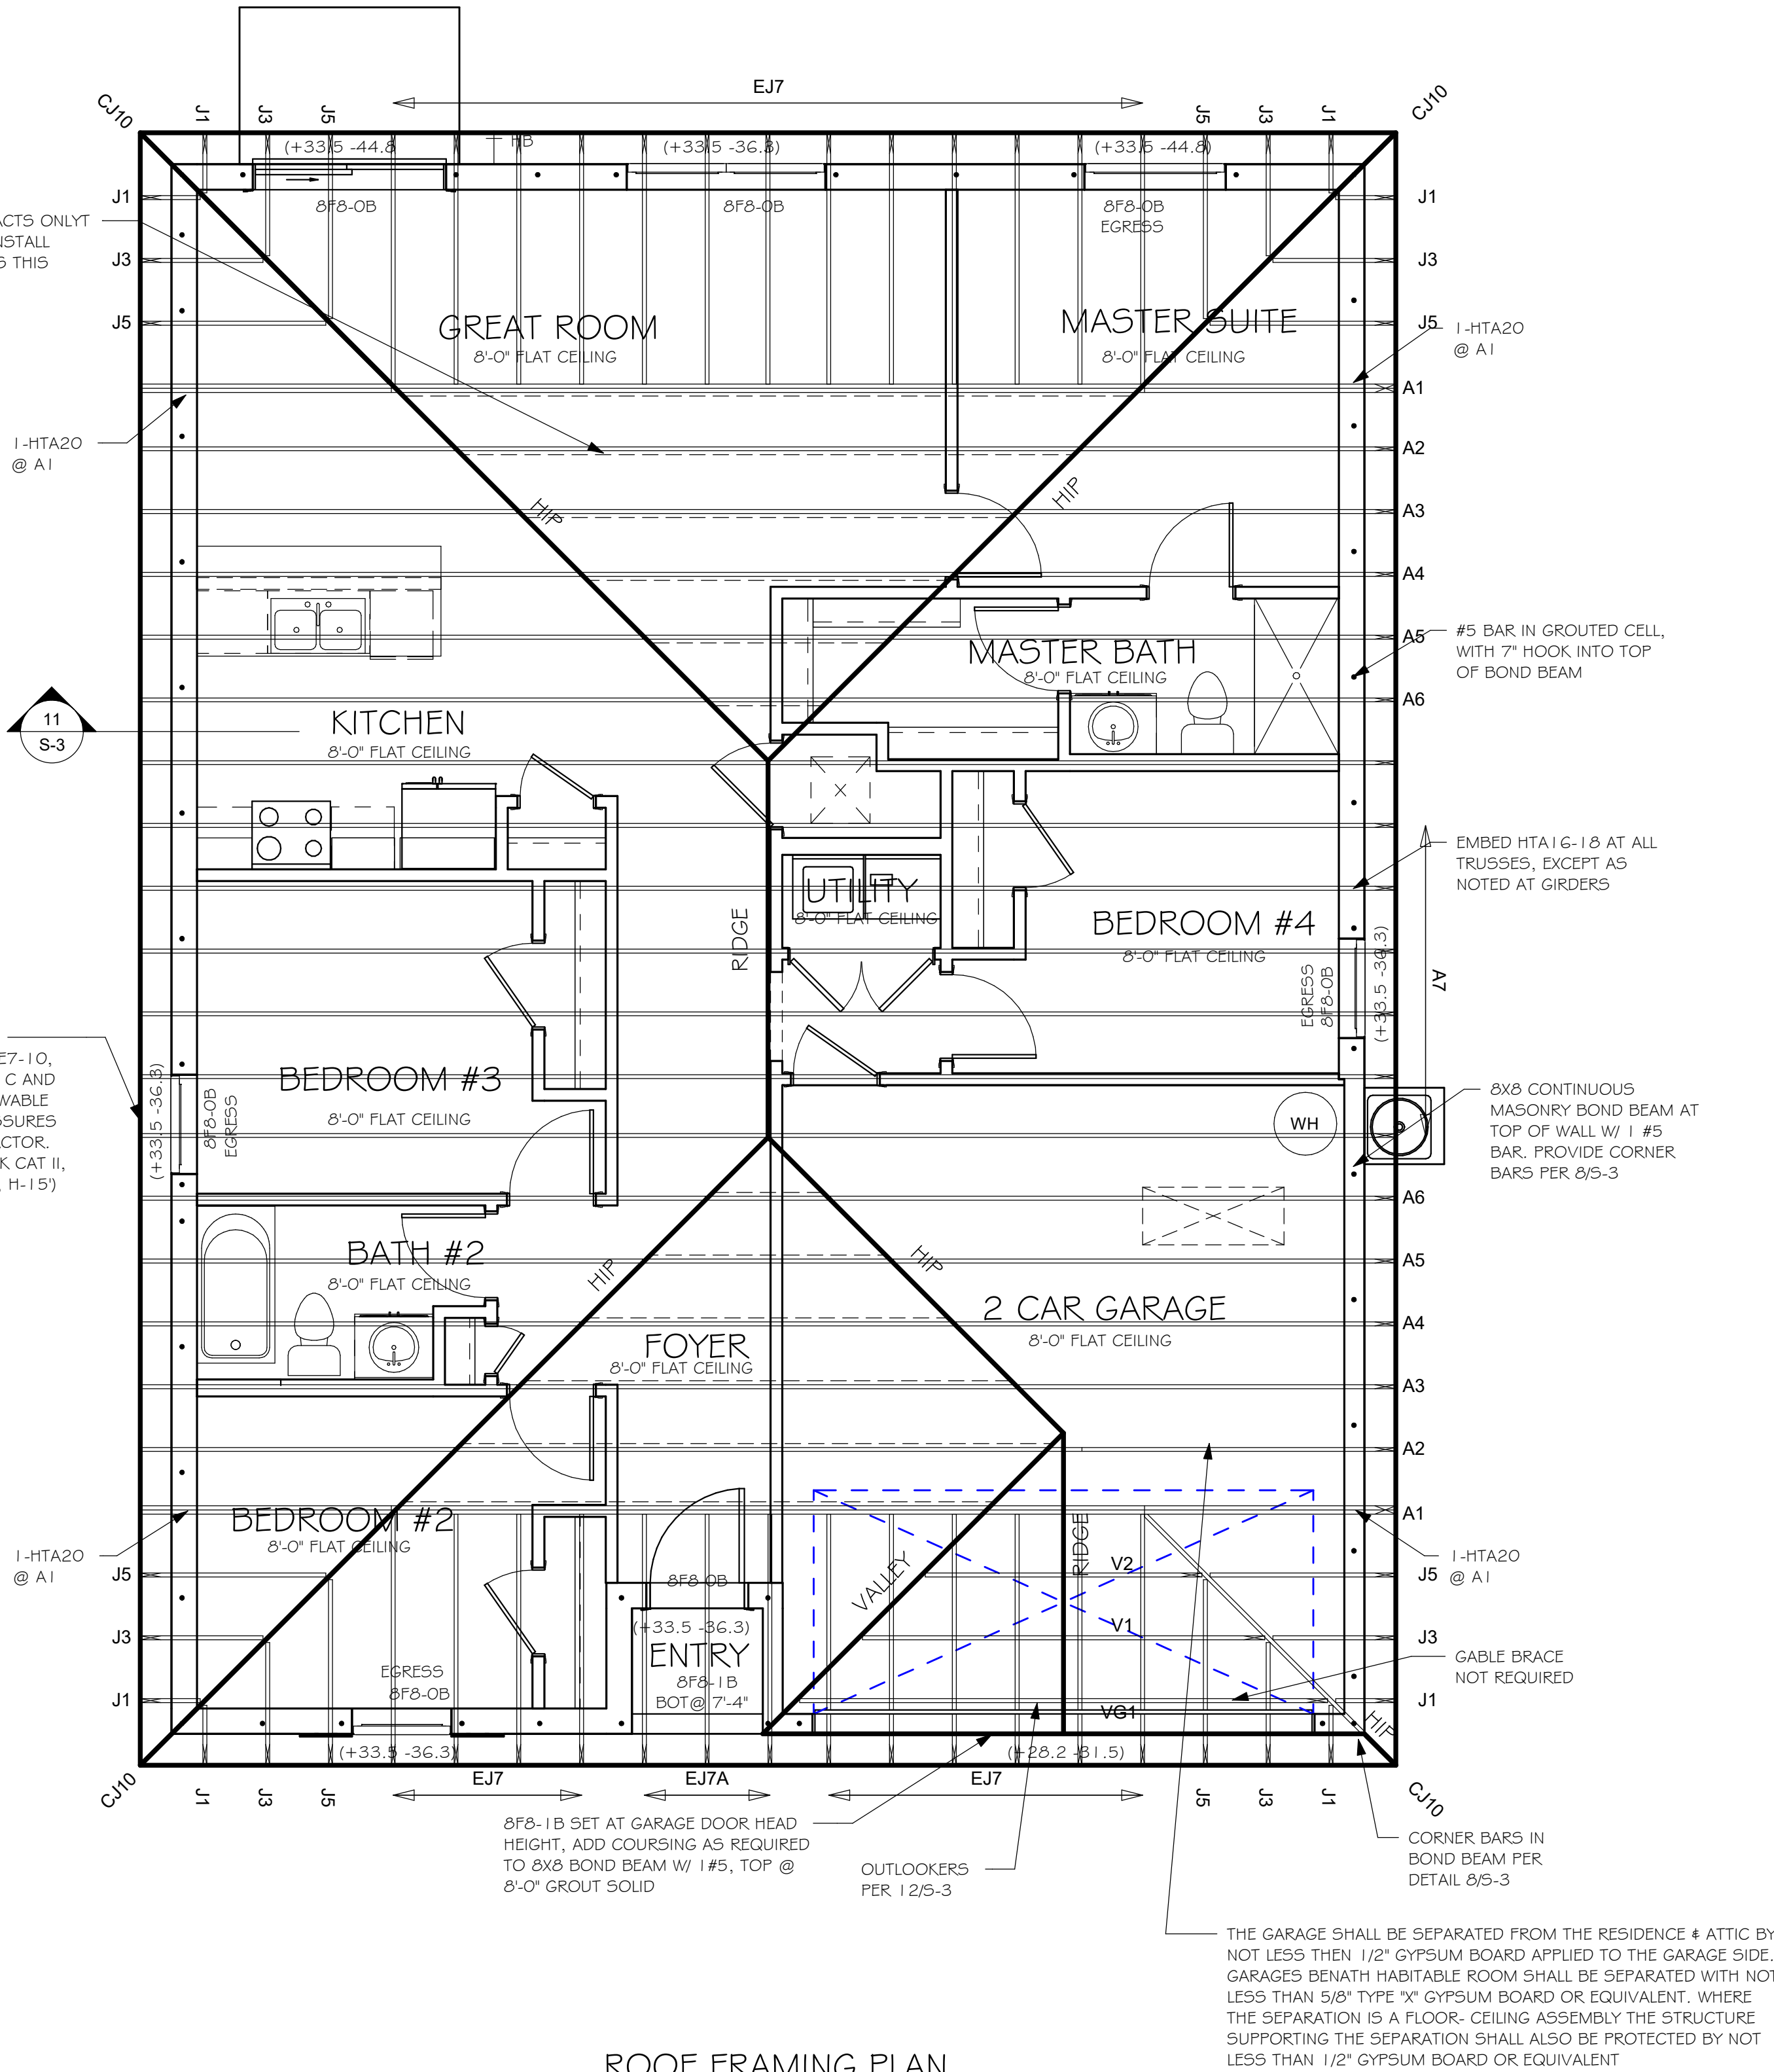 EJ7
CJ10
J1
J3
J5
J5
J3
J1
CJ10
(+33.5 -44.8
HB
(+33.5 -36.3)
(+33.5 -44.8)
8F8-0B
8F8-0B
8F8-0B
EGRESS
J1
J3
J5
J1
J3
J5
ACTS ONLYT
NSTALL
S THIS
GREAT ROOM
8'-0" FLAT CEILING
MASTER SUITE
8'-0" FLAT CEILING
1-HTA20
@ A1
A1
A2
A3
A4
A5
A6
1-HTA20
@ A1
HIP
HIP
MASTER BATH
8'-0" FLAT CEILING
#5 BAR IN GROUTED CELL,
WITH 7" HOOK INTO TOP
OF BOND BEAM
11
S-3
KITCHEN
8'-0" FLAT CEILING
EMBED HTA16-18 AT ALL
TRUSSES, EXCEPT AS
NOTED AT GIRDERS
UTILITY
8'-0" FLAT CEILING
RIDGE
BEDROOM #4
8'-0" FLAT CEILING
EGRESS
8F8-0B
(+33.5 -36.3)
A7
E7-10,
C AND
WABLE
SSURES
ACTOR.
K CAT II,
, H-15')
(+33.5 -36.3)
8F8-0B
EGRESS
BEDROOM #3
8'-0" FLAT CEILING
WH
8X8 CONTINUOUS
MASONRY BOND BEAM AT
TOP OF WALL W/ 1 #5
BAR. PROVIDE CORNER
BARS PER 8/S-3
A6
A5
A4
A3
A2
A1
BATH #2
8'-0" FLAT CEILING
HIP
HIP
FOYER
8'-0" FLAT CEILING
2 CAR GARAGE
8'-0" FLAT CEILING
BEDROOM #2
8'-0" FLAT CEILING
1-HTA20
@ A1
J5
J3
J1
8F8-0B
(+33.5 -36.3)
ENTRY
8F8-1B
BOT@ 7'-4"
VALLEY
RIDGE
V2
V1
VG1
J5
J3
J1
1-HTA20
@ A1
GABLE BRACE
NOT REQUIRED
HIP
EGRESS
8F8-0B
(+33.5 -36.3)
(+28.2 -31.5)
CJ10
J1
J3
J5
EJ7
EJ7A
EJ7
J5
J3
J1
CJ10
8F8-1B SET AT GARAGE DOOR HEAD
HEIGHT, ADD COURSING AS REQUIRED
TO 8X8 BOND BEAM W/ 1#5, TOP @
8'-0" GROUT SOLID
OUTLOOKERS
PER 12/S-3
CORNER BARS IN
BOND BEAM PER
DETAIL 8/S-3
THE GARAGE SHALL BE SEPARATED FROM THE RESIDENCE & ATTIC BY
NOT LESS THEN 1/2" GYPSUM BOARD APPLIED TO THE GARAGE SIDE.
GARAGES BENATH HABITABLE ROOM SHALL BE SEPARATED WITH NOT
LESS THAN 5/8" TYPE "X" GYPSUM BOARD OR EQUIVALENT. WHERE
THE SEPARATION IS A FLOOR- CEILING ASSEMBLY THE STRUCTURE
SUPPORTING THE SEPARATION SHALL ALSO BE PROTECTED BY NOT
LESS THAN 1/2" GYPSUM BOARD OR EQUIVALENT
ROOF FRAMING PLAN